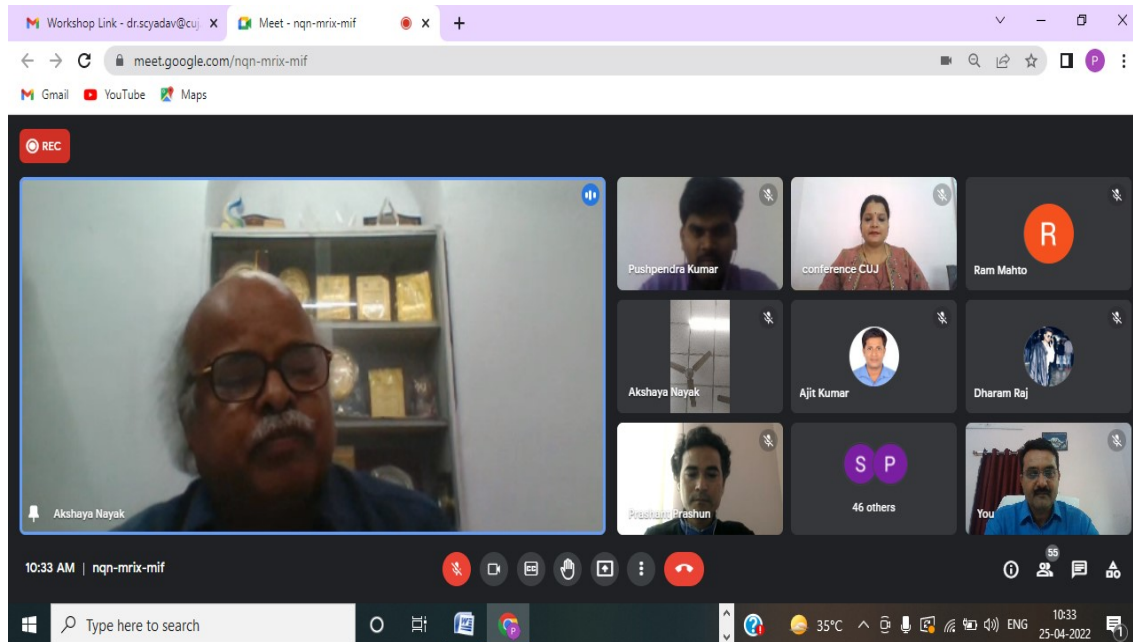 Workshop Link - dr.scyadav@cuj
Meet - nqn-mrix-mif
meet.google.com/nqn-mrix-mif
P
Gmail
YouTube
Maps
REC
Pushpendra Kumar
conference CUJ
R
Ram Mahto
Akshaya Nayak
Ajit Kumar
Dharam Raj
Akshaya Nayak
Prashant Prashun
S P
46 others
You
10:33 AM | nqn-mrix-mif
CC
55
Type here to search
P
35°C
ENG
10:33
25-04-2022
1